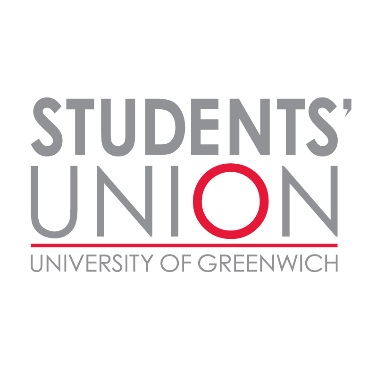 STUDENTS'
UNION
UNIVERSITY OF GREENWICH